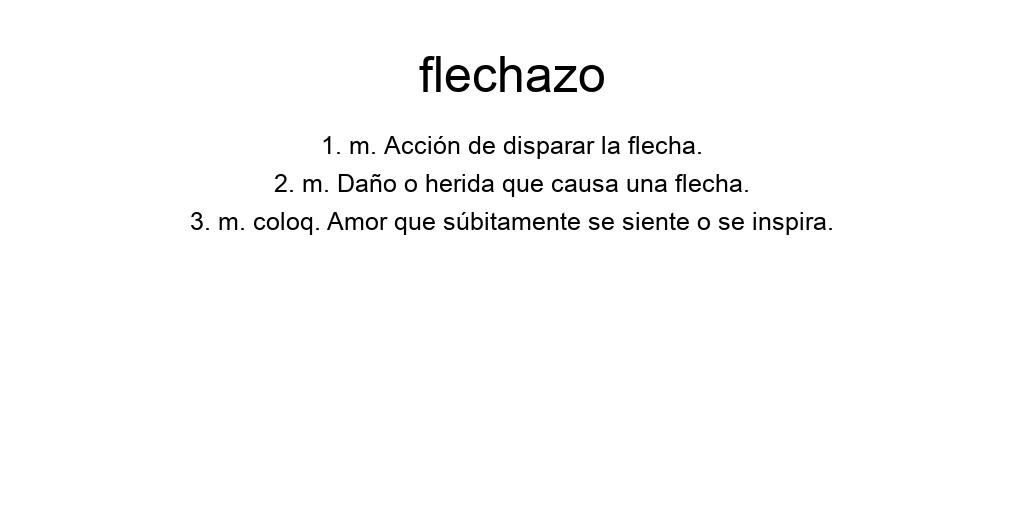 flechazo
1. m. Acción de disparar la flecha.
2. m. Daño o herida que causa una flecha.
3. m. coloq. Amor que súbitamente se siente o se inspira.